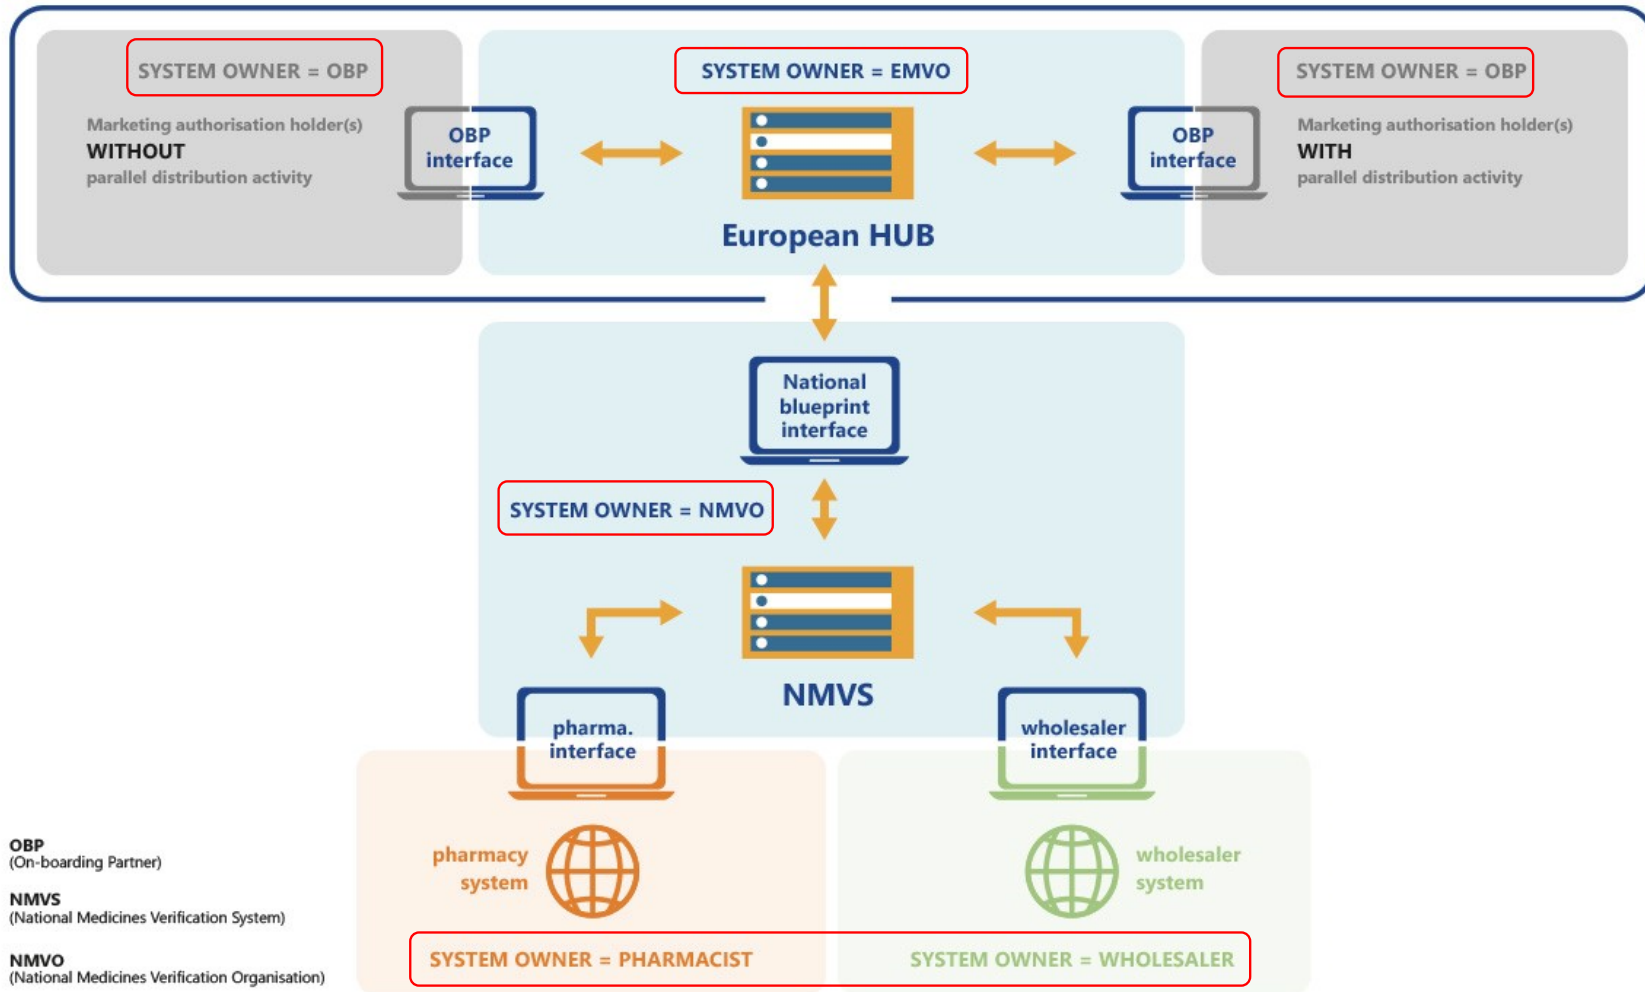 SYSTEM OWNER = OBP
Marketing authorisation holder(s)
WITHOUT
parallel distribution activity
OBP
interface
SYSTEM OWNER = EMVO
European HUB
OBP
interface
SYSTEM OWNER = OBP
Marketing authorisation holder(s)
WITH
parallel distribution activity
National
blueprint
interface
SYSTEM OWNER = NMVO
NMVS
pharma.
interface
wholesaler
interface
pharmacy
system
wholesaler
system
SYSTEM OWNER = PHARMACIST
SYSTEM OWNER = WHOLESALER
OBP
(On-boarding Partner)
NMVS
(National Medicines Verification System)
NMVO
(National Medicines Verification Organisation)